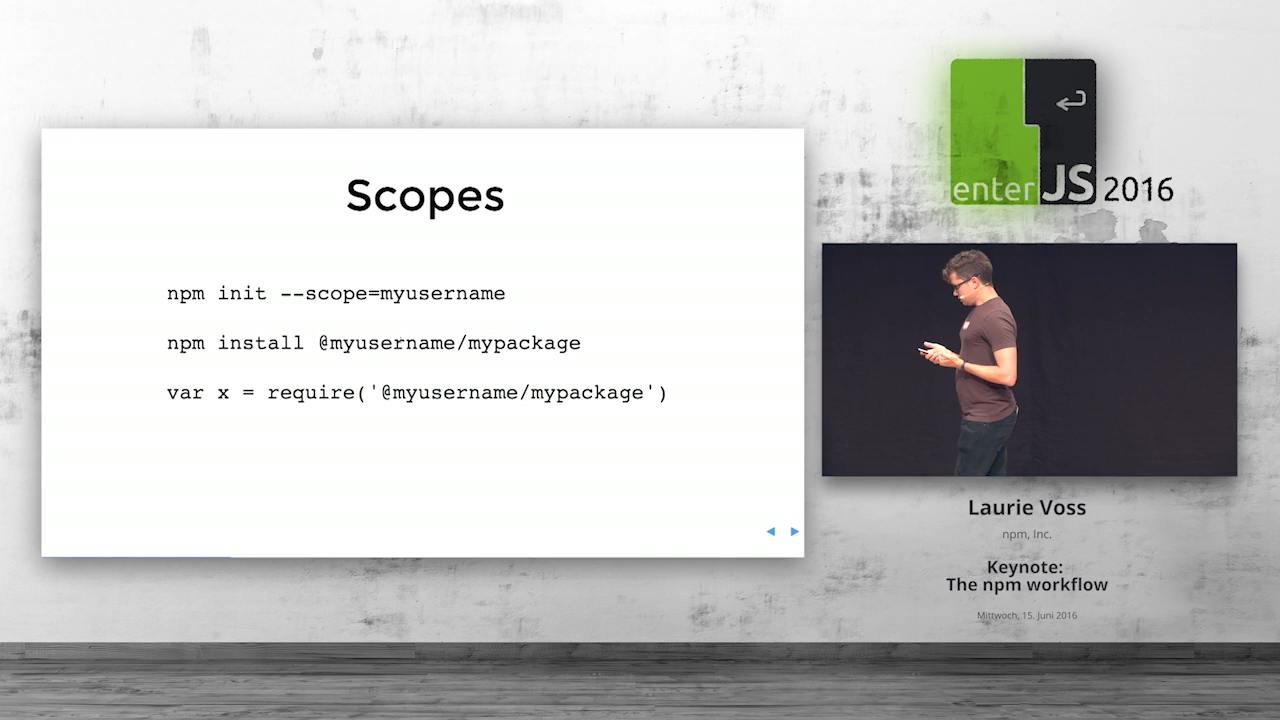 Scopes
npm init --scope=myusername
npm install @myusername/mypackage
var x = require('@myusername/mypackage')
enterJS 2016
Laurie Voss
npm, Inc.
Keynote:
The npm workflow
Mittwoch, 15. Juni 2016